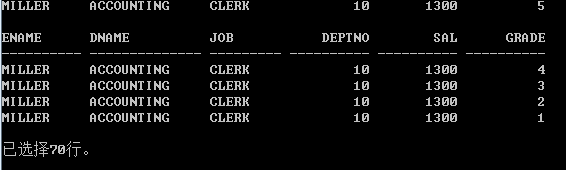 MILLER ACCOUNTING CLERK 10 1300 5
ENAME DNAME JOB DEPTNO SAL GRADE
---------- -------------- --------- ---------- ---------- ----------
MILLER ACCOUNTING CLERK 10 1300 4
MILLER ACCOUNTING CLERK 10 1300 3
MILLER ACCOUNTING CLERK 10 1300 2
MILLER ACCOUNTING CLERK 10 1300 1
已选择70行。